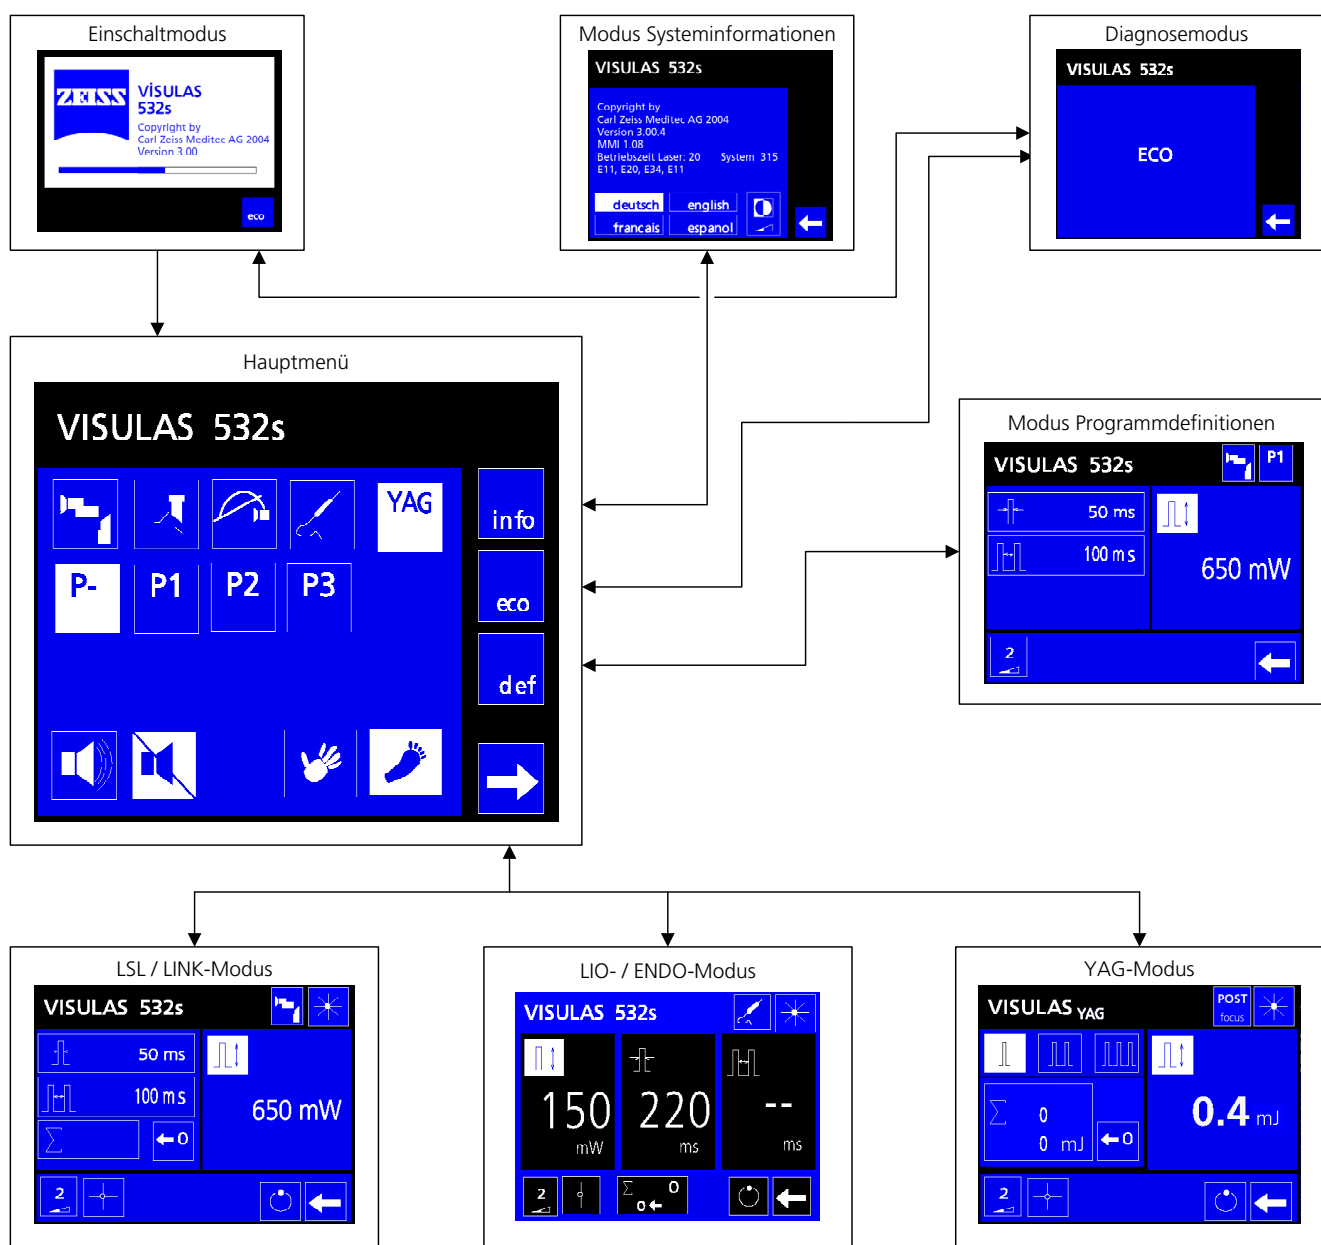 Einschaltmodus
ZEISS
VISULAS
532s
Copyright by
Carl Zeiss Meditec AG 2004
Version 3.00
eco
Modus Systeminformationen
VISULAS 532s
Copyright by
Carl Zeiss Meditec AG 2004
Version 3.00.4
MMI 1.08
Betriebszeit Laser: 20 System 315
E11, E20, E34, E11
deutsch english
francais espanol
Diagnosemodus
VISULAS 532s
ECO
Hauptmenü
VISULAS 532s
YAG
info
P- P1 P2 P3
eco
def
Modus Programmdefinitionen
VISULAS 532s P1
50 ms
100 ms
650 mW
2
LSL / LINK-Modus
VISULAS 532s
50 ms
100 ms
650 mW
Σ 0
2
LIO- / ENDO-Modus
VISULAS 532s
150 220 --
mW ms ms
2 Σ 0
0
YAG-Modus
VISULAS YAG POST
focus
Σ 0
0 mJ 0
0.4 mJ
2